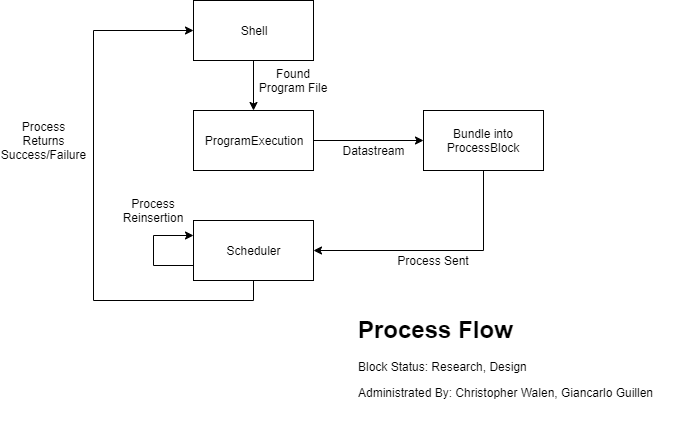 Shell
Found
Program File
Process
Returns
Success/Failure
ProgramExecution
Datastream
Bundle into
ProcessBlock
Process
Reinsertion
Scheduler
Process Sent
Process Flow
Block Status: Research, Design
Administrated By: Christopher Walen, Giancarlo Guillen